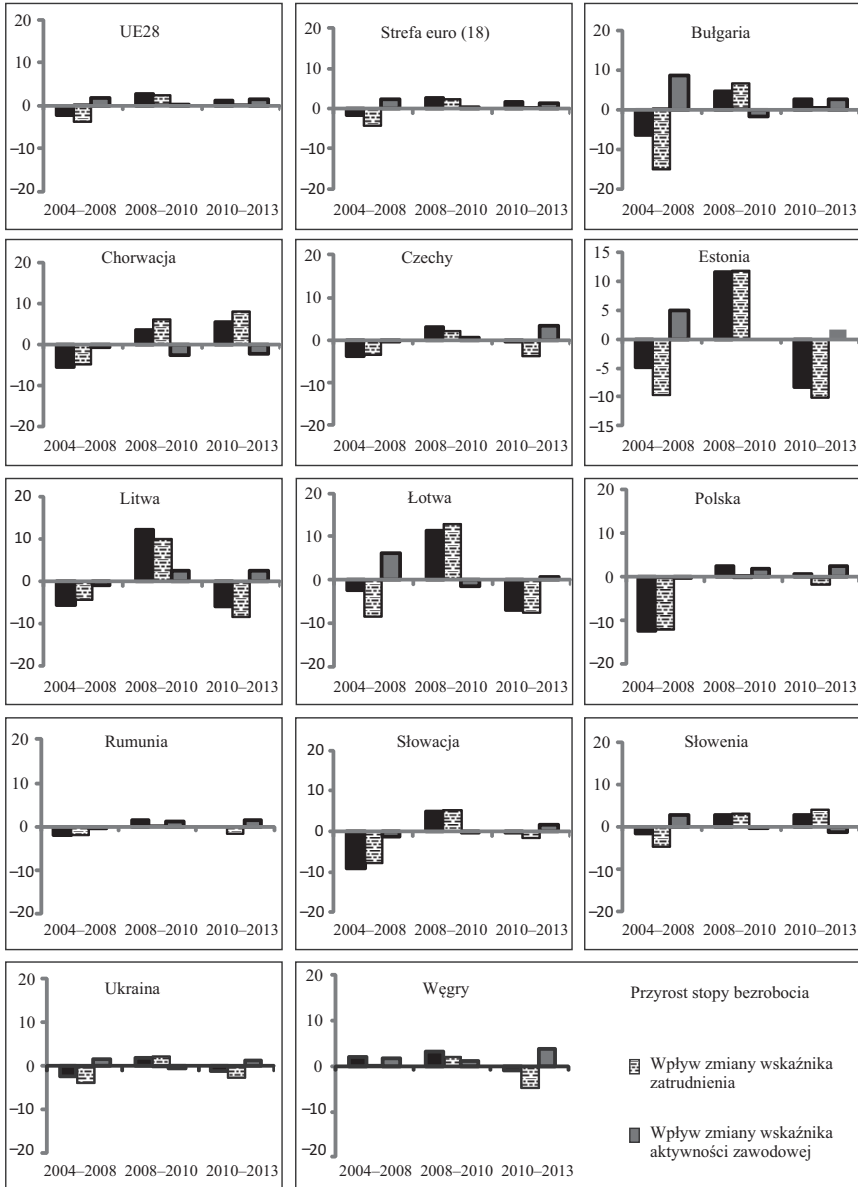 UE28
20
10
0
−10
−20
2004–2008 2008–2010 2010–2013
Strefa euro (18)
20
10
0
−10
−20
2004–2008 2008–2010 2010–2013
Bułgaria
20
10
0
−10
−20
2004–2008 2008–2010 2010–2013
Chorwacja
20
10
0
−10
−20
2004–2008 2008–2010 2010–2013
Czechy
20
10
0
−10
−20
2004–2008 2008–2010 2010–2013
Estonia
15
10
5
0
-5
−10
−15
2004–2008 2008–2010 2010–2013
Litwa
20
10
0
−10
−20
2004–2008 2008–2010 2010–2013
Łotwa
20
10
0
−10
−20
2004–2008 2008–2010 2010–2013
Polska
20
10
0
−10
−20
2004–2008 2008–2010 2010–2013
Rumunia
20
10
0
−10
−20
2004–2008 2008–2010 2010–2013
Słowacja
20
10
0
−10
−20
2004–2008 2008–2010 2010–2013
Słowenia
20
10
0
−10
−20
2004–2008 2008–2010 2010–2013
Ukraina
20
10
0
−10
−20
2004–2008 2008–2010 2010–2013
Węgry
20
10
0
−10
−20
2004–2008 2008–2010 2010–2013
Przyrost stopy bezrobocia
Wpływ zmiany wskaźnika
zatrudnienia
Wpływ zmiany wskaźnika
aktywności zawodowej